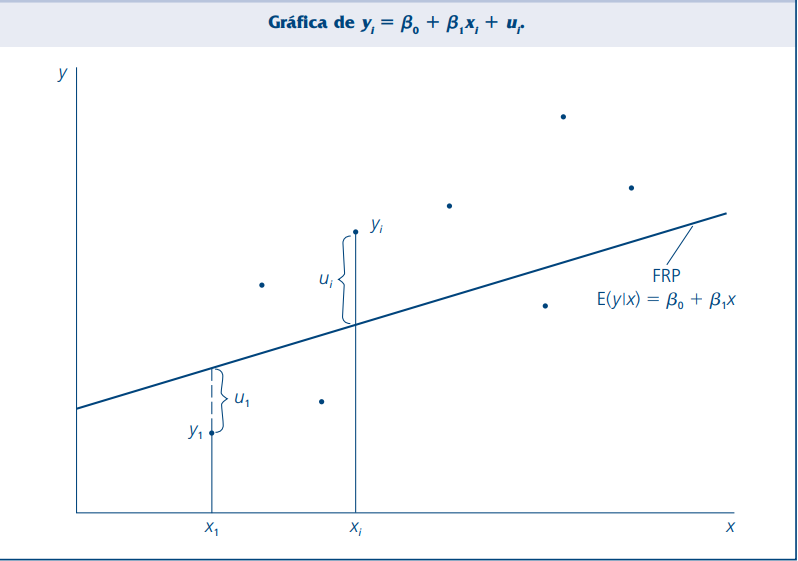 Gráfica de yᵢ = β₀ + β₁xᵢ + uᵢ.
y
yᵢ
uᵢ
FRP
E(y|x) = β₀ + β₁x
u₁
y₁
x₁
xᵢ
x